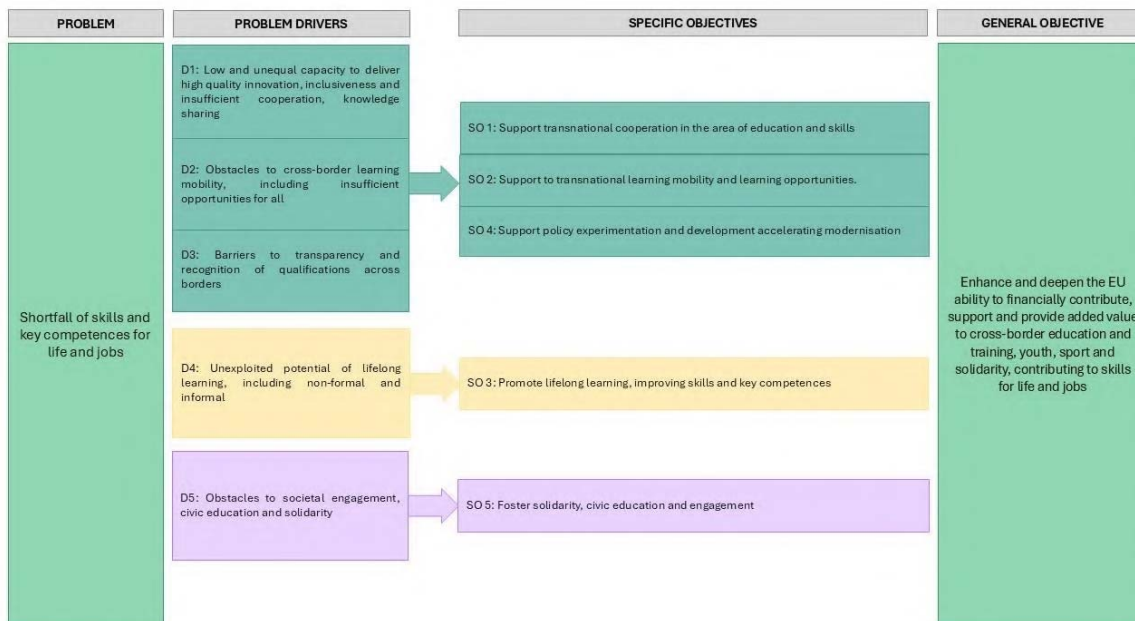 PROBLEM
PROBLEM DRIVERS
SPECIFIC OBJECTIVES
GENERAL OBJECTIVE
Shortfall of skills and
key competences for
life and jobs
D1: Low and unequal capacity to deliver
high quality innovation, inclusiveness and
insufficient cooperation, knowledge
sharing
D2: Obstacles to cross-border learning
mobility, including insufficient
opportunities for all
D3: Barriers to transparency and
recognition of qualifications across
borders
D4: Unexploited potential of lifelong
learning, including non-formal and
informal
D5: Obstacles to societal engagement,
civic education and solidarity
SO 1: Support transnational cooperation in the area of education and skills
SO 2: Support to transnational learning mobility and learning opportunities.
SO 4: Support policy experimentation and development accelerating modernisation
SO 3: Promote lifelong learning, improving skills and key competences
SO 5: Foster solidarity, civic education and engagement
Enhance and deepen the EU
ability to financially contribute,
support and provide added value
to cross-border education and
training, youth, sport and
solidarity, contributing to skills
for life and jobs